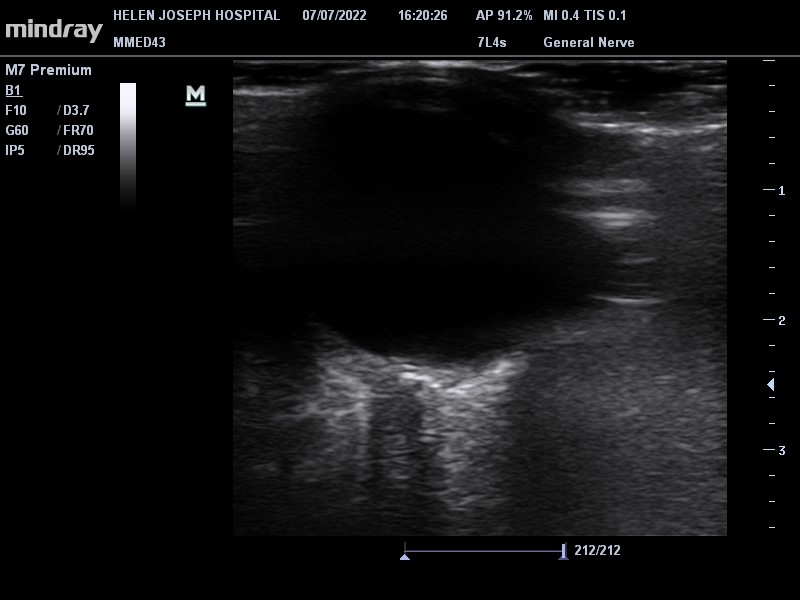 mindray
HELEN JOSEPH HOSPITAL 07/07/2022 16:20:26 AP 91.2% MI 0.4 TIS 0.1
MMED43 7L4s General Nerve
M7 Premium
B1
F10 / D3.7
G60 / FR70
IP5 / DR95
M
1
2
3
212/212